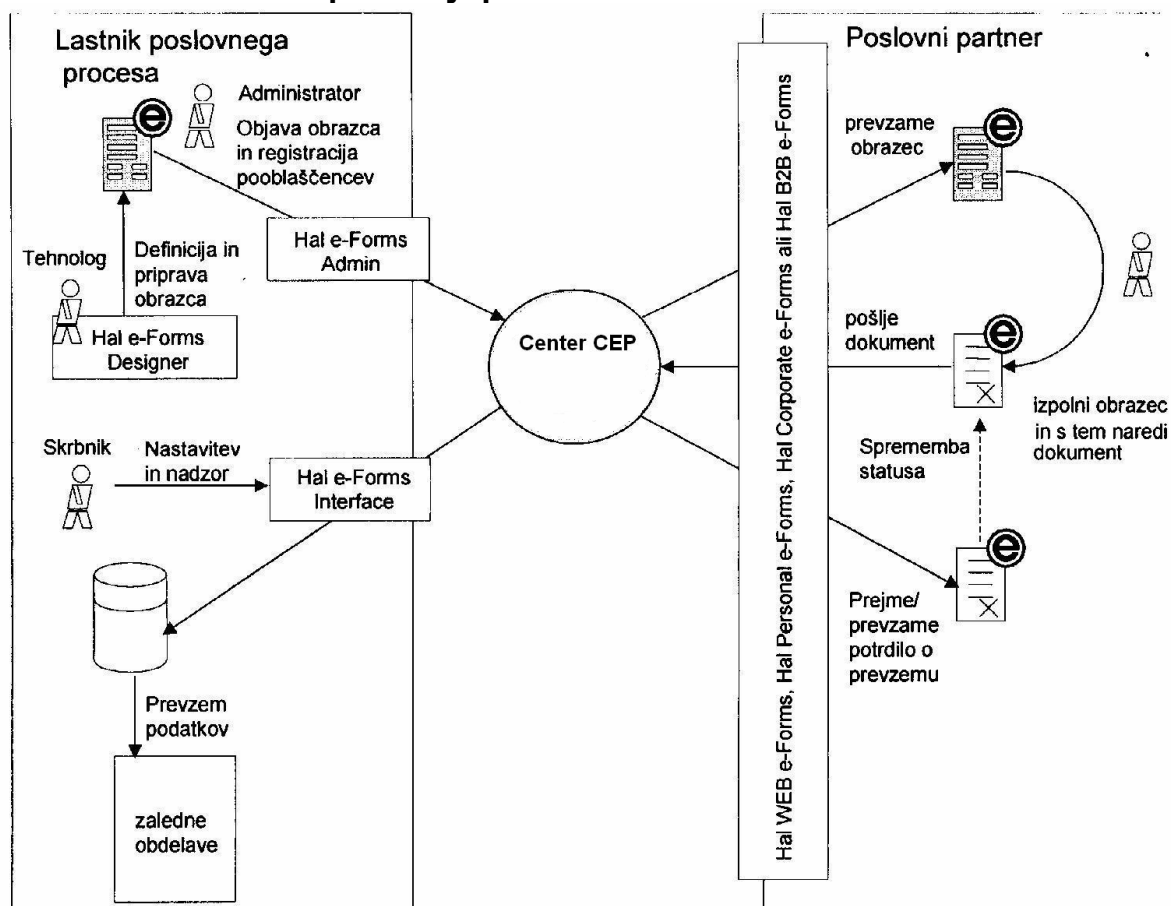 Lastnik poslovnega
procesa
Administrator
Objava obrazca
in registracija
pooblaščencev
e
Hal e-Forms
Admin
Tehnolog
Definicija in
priprava
obrazca
Hal e-Forms
Designer
Skrbnik
Nastavitev
in nadzor
Hal e-Forms
Interface
Prevzem
podatkov
zaledne
obdelave
Center CEP
Hal WEB e-Forms, Hal Personal e-Forms, Hal Corporate e-Forms ali Hal B2B e-Forms
Poslovni partner
prevzame
obrazec
e
pošlje
dokument
e
izpolni obrazec
in s tem naredi
dokument
Sprememba
statusa
e
Prejme/
prevzame
potrdilo o
prevzemu